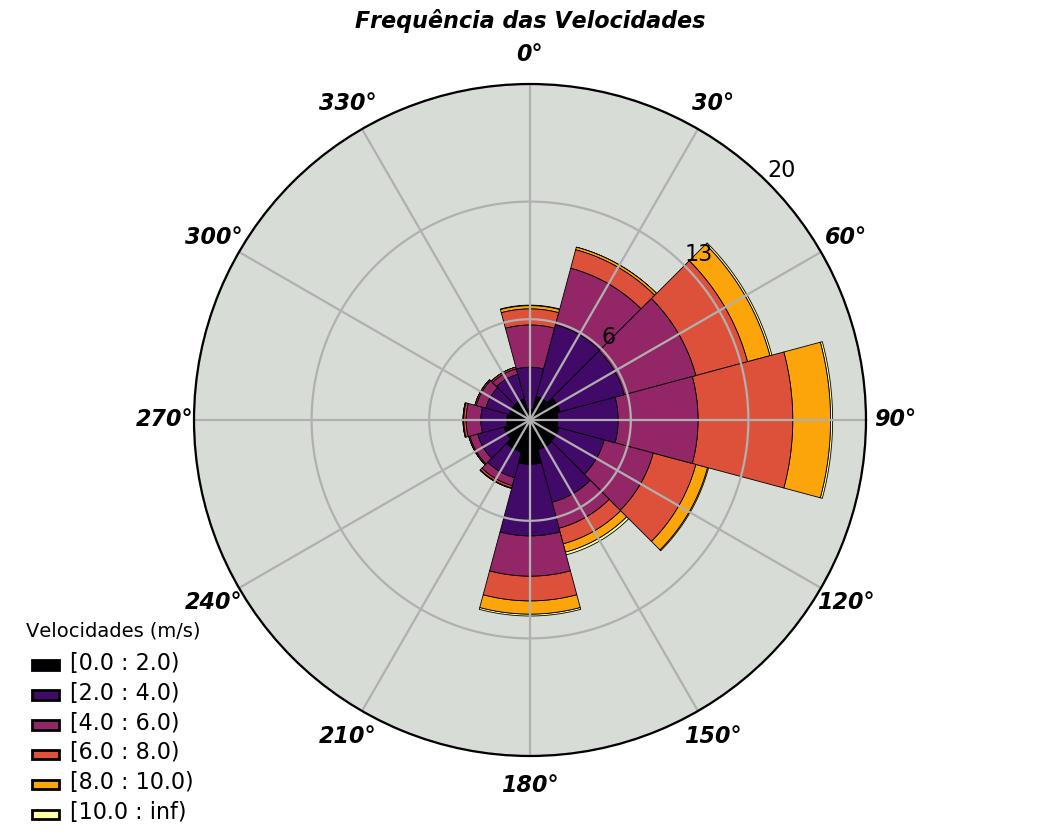 Frequência das Velocidades
0°
330°
30°
20
300°
60°
13
6
270°
90°
240°
120°
210°
150°
180°
Velocidades (m/s)
[0.0 : 2.0)
[2.0 : 4.0)
[4.0 : 6.0)
[6.0 : 8.0)
[8.0 : 10.0)
[10.0 : inf)